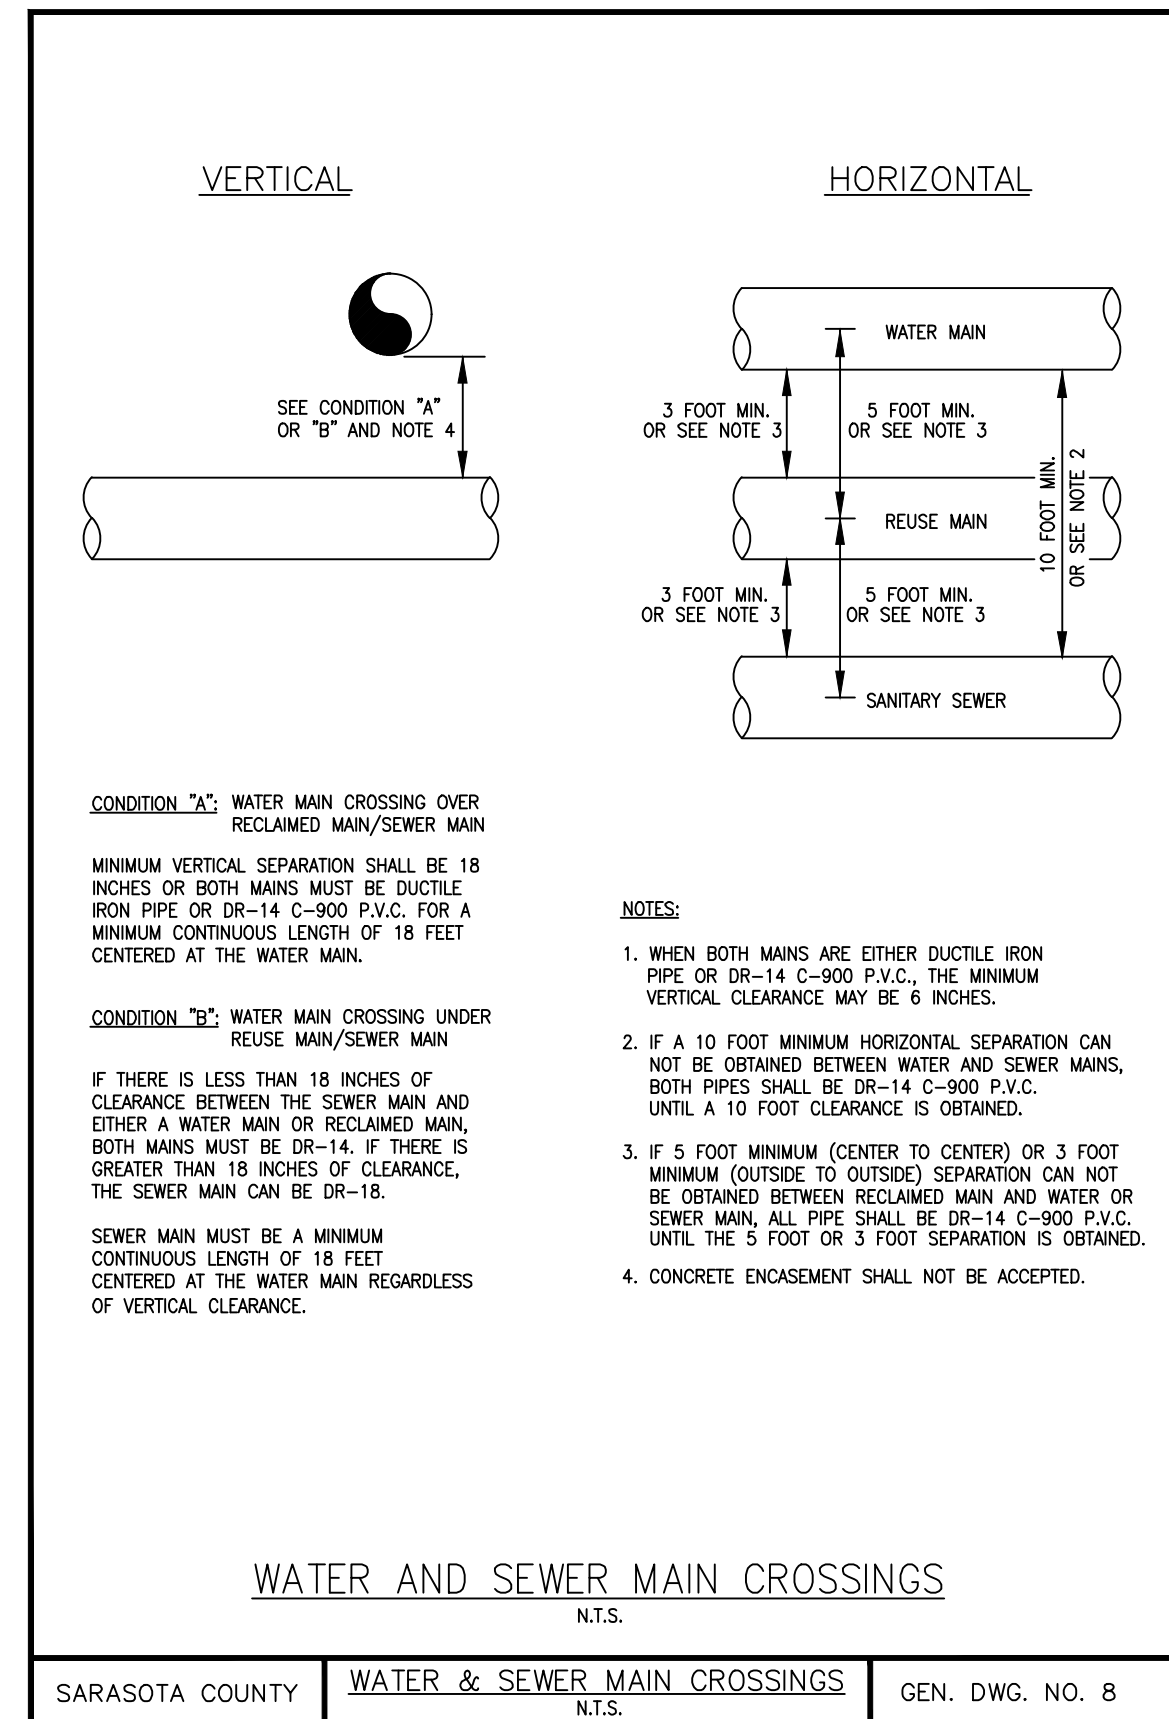 VERTICAL
SEE CONDITION "A"
OR "B" AND NOTE 4
HORIZONTAL
WATER MAIN
3 FOOT MIN.
OR SEE NOTE 3
5 FOOT MIN.
OR SEE NOTE 3
10 FOOT MIN.
OR SEE NOTE 2
REUSE MAIN
3 FOOT MIN.
OR SEE NOTE 3
5 FOOT MIN.
OR SEE NOTE 3
SANITARY SEWER
CONDITION "A": WATER MAIN CROSSING OVER
RECLAIMED MAIN/SEWER MAIN
MINIMUM VERTICAL SEPARATION SHALL BE 18
INCHES OR BOTH MAINS MUST BE DUCTILE
IRON PIPE OR DR-14 C-900 P.V.C. FOR A
MINIMUM CONTINUOUS LENGTH OF 18 FEET
CENTERED AT THE WATER MAIN.
CONDITION "B": WATER MAIN CROSSING UNDER
REUSE MAIN/SEWER MAIN
IF THERE IS LESS THAN 18 INCHES OF
CLEARANCE BETWEEN THE SEWER MAIN AND
EITHER A WATER MAIN OR RECLAIMED MAIN,
BOTH MAINS MUST BE DR-14. IF THERE IS
GREATER THAN 18 INCHES OF CLEARANCE,
THE SEWER MAIN CAN BE DR-18.
SEWER MAIN MUST BE A MINIMUM
CONTINUOUS LENGTH OF 18 FEET
CENTERED AT THE WATER MAIN REGARDLESS
OF VERTICAL CLEARANCE.
NOTES:
1. WHEN BOTH MAINS ARE EITHER DUCTILE IRON
PIPE OR DR-14 C-900 P.V.C., THE MINIMUM
VERTICAL CLEARANCE MAY BE 6 INCHES.
2. IF A 10 FOOT MINIMUM HORIZONTAL SEPARATION CAN
NOT BE OBTAINED BETWEEN WATER AND SEWER MAINS,
BOTH PIPES SHALL BE DR-14 C-900 P.V.C.
UNTIL A 10 FOOT CLEARANCE IS OBTAINED.
3. IF 5 FOOT MINIMUM (CENTER TO CENTER) OR 3 FOOT
MINIMUM (OUTSIDE TO OUTSIDE) SEPARATION CAN NOT
BE OBTAINED BETWEEN RECLAIMED MAIN AND WATER OR
SEWER MAIN, ALL PIPE SHALL BE DR-14 C-900 P.V.C.
UNTIL THE 5 FOOT OR 3 FOOT SEPARATION IS OBTAINED.
4. CONCRETE ENCASEMENT SHALL NOT BE ACCEPTED.
WATER AND SEWER MAIN CROSSINGS
N.T.S.
SARASOTA COUNTY
WATER & SEWER MAIN CROSSINGS
N.T.S.
GEN. DWG. NO. 8